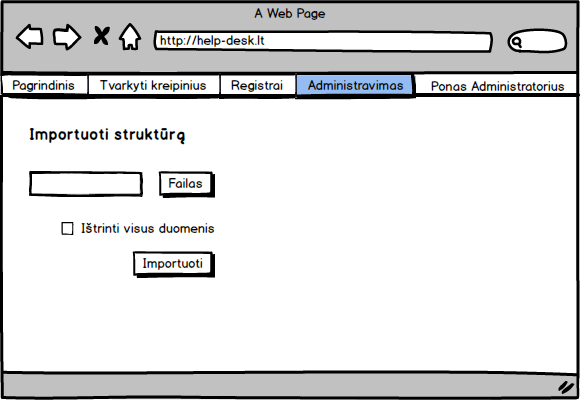 A Web Page
http://help-desk.lt
Pagrindinis Tvarkyti kreipinius Registrai Administravimas Ponas Administratorius
Importuoti struktūrą
Failas
Ištrinti visus duomenis
Importuoti